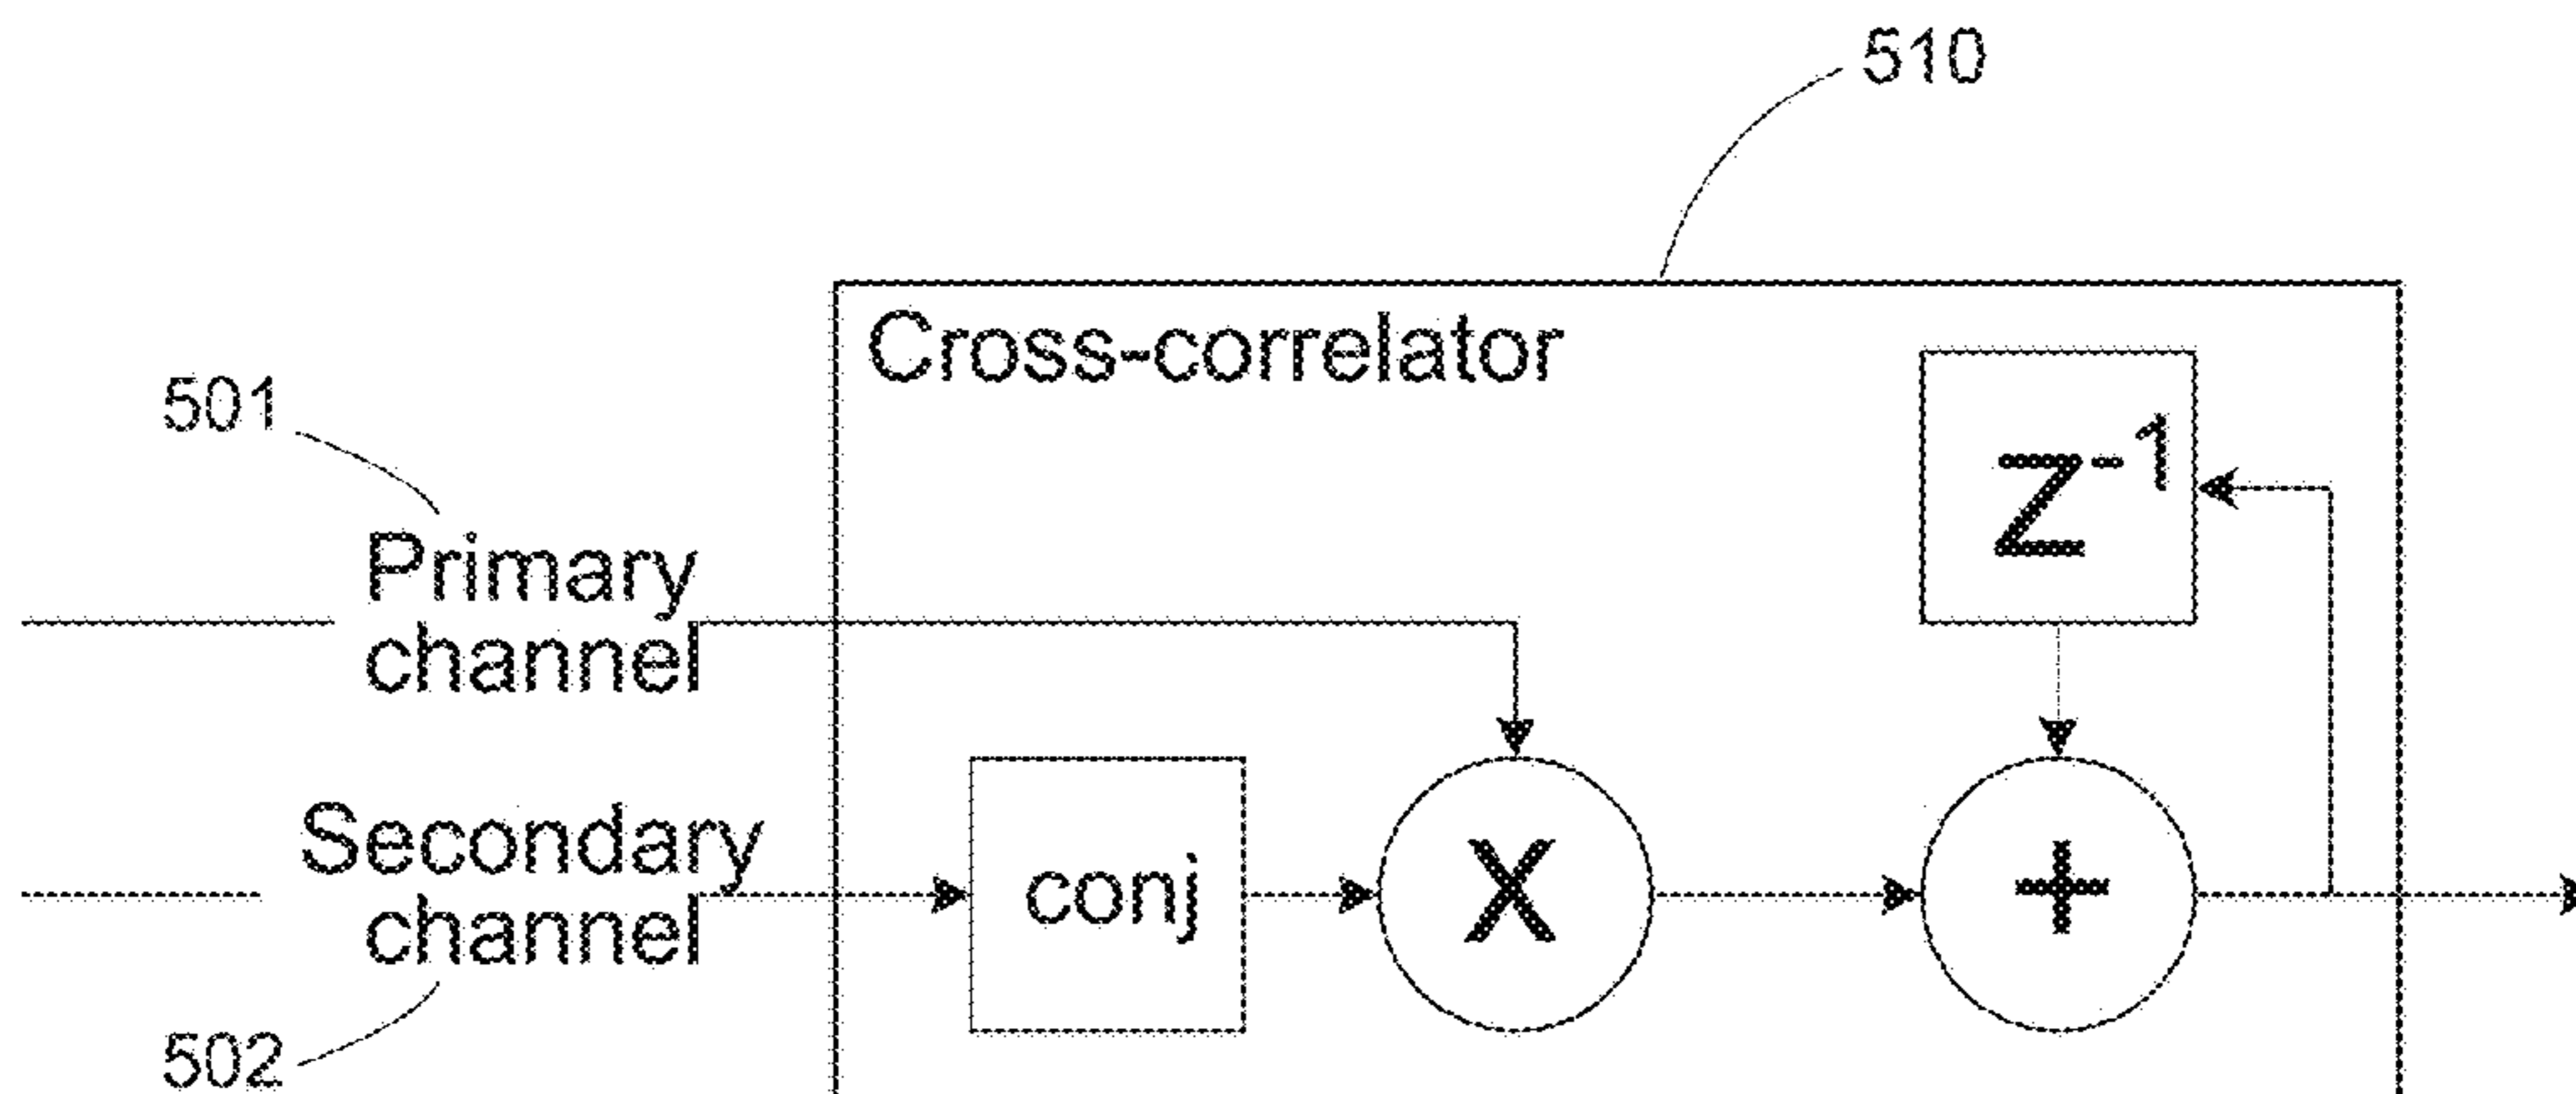 510
Cross-correlator
501
z-1
Primary
channel
Secondary
channel
conj
X
+
502